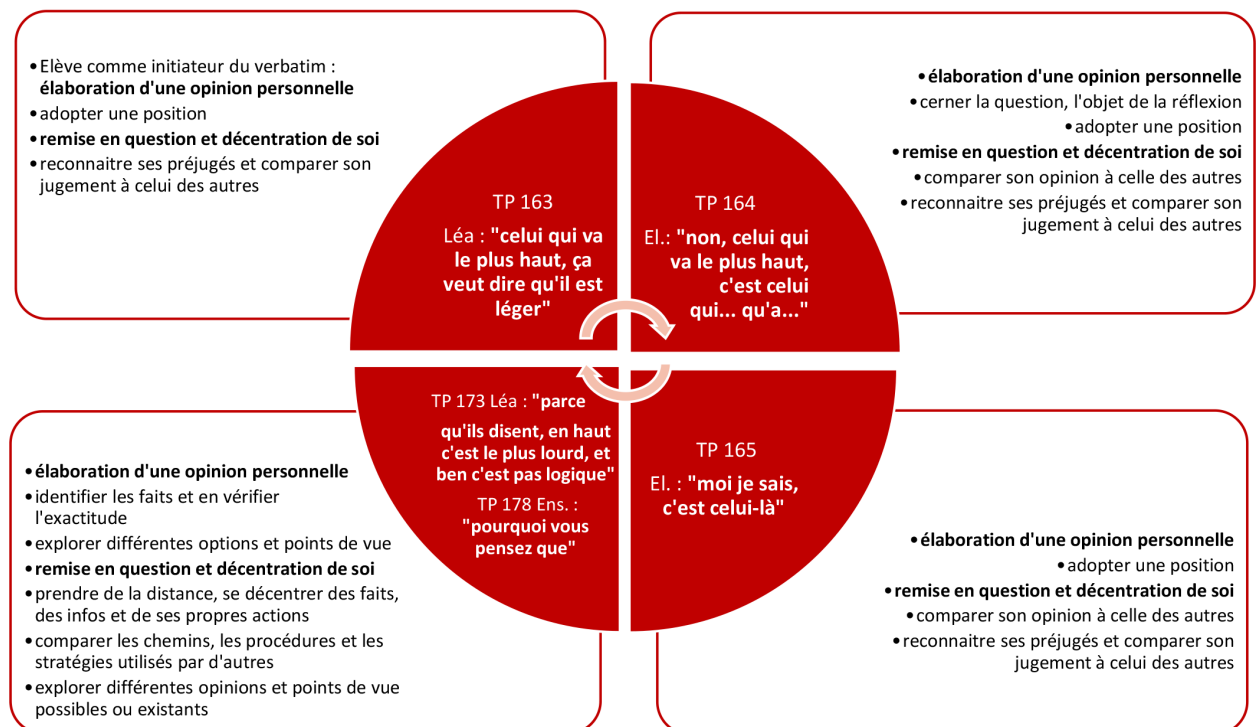 •Elève comme initiateur du verbatim :
élaboration d'une opinion personnelle
•adopter une position
•remise en question et décentration de soi
•reconnaitre ses préjugés et comparer son
jugement à celui des autres
TP 163
Léa : "celui qui va
le plus haut, ça
veut dire qu'il est
léger"
TP 164
El.: "non, celui qui
va le plus haut,
c'est celui
qui... qu'a..."
•élaboration d'une opinion personnelle
•cerner la question, l'objet de la réflexion
•adopter une position
•remise en question et décentration de soi
•comparer son opinion à celle des autres
•reconnaitre ses préjugés et comparer son
jugement à celui des autres
•élaboration d'une opinion personnelle
•identifier les faits et en vérifier
l'exactitude
•explorer différentes options et points de vue
•remise en question et décentration de soi
•prendre de la distance, se décentrer des faits,
des infos et de ses propres actions
•comparer les chemins, les procédures et les
stratégies utilisés par d'autres
•explorer différentes opinions et points de vue
possibles ou existants
TP 173 Léa : "parce
qu'ils disent, en haut
c'est le plus lourd, et
ben c'est pas logique"
TP 178 Ens. :
"pourquoi vous
pensez que"
TP 165
El. : "moi je sais,
c'est celui-là"
•élaboration d'une opinion personnelle
•adopter une position
•remise en question et décentration de soi
•comparer son opinion à celle des autres
•reconnaitre ses préjugés et comparer son
jugement à celui des autres